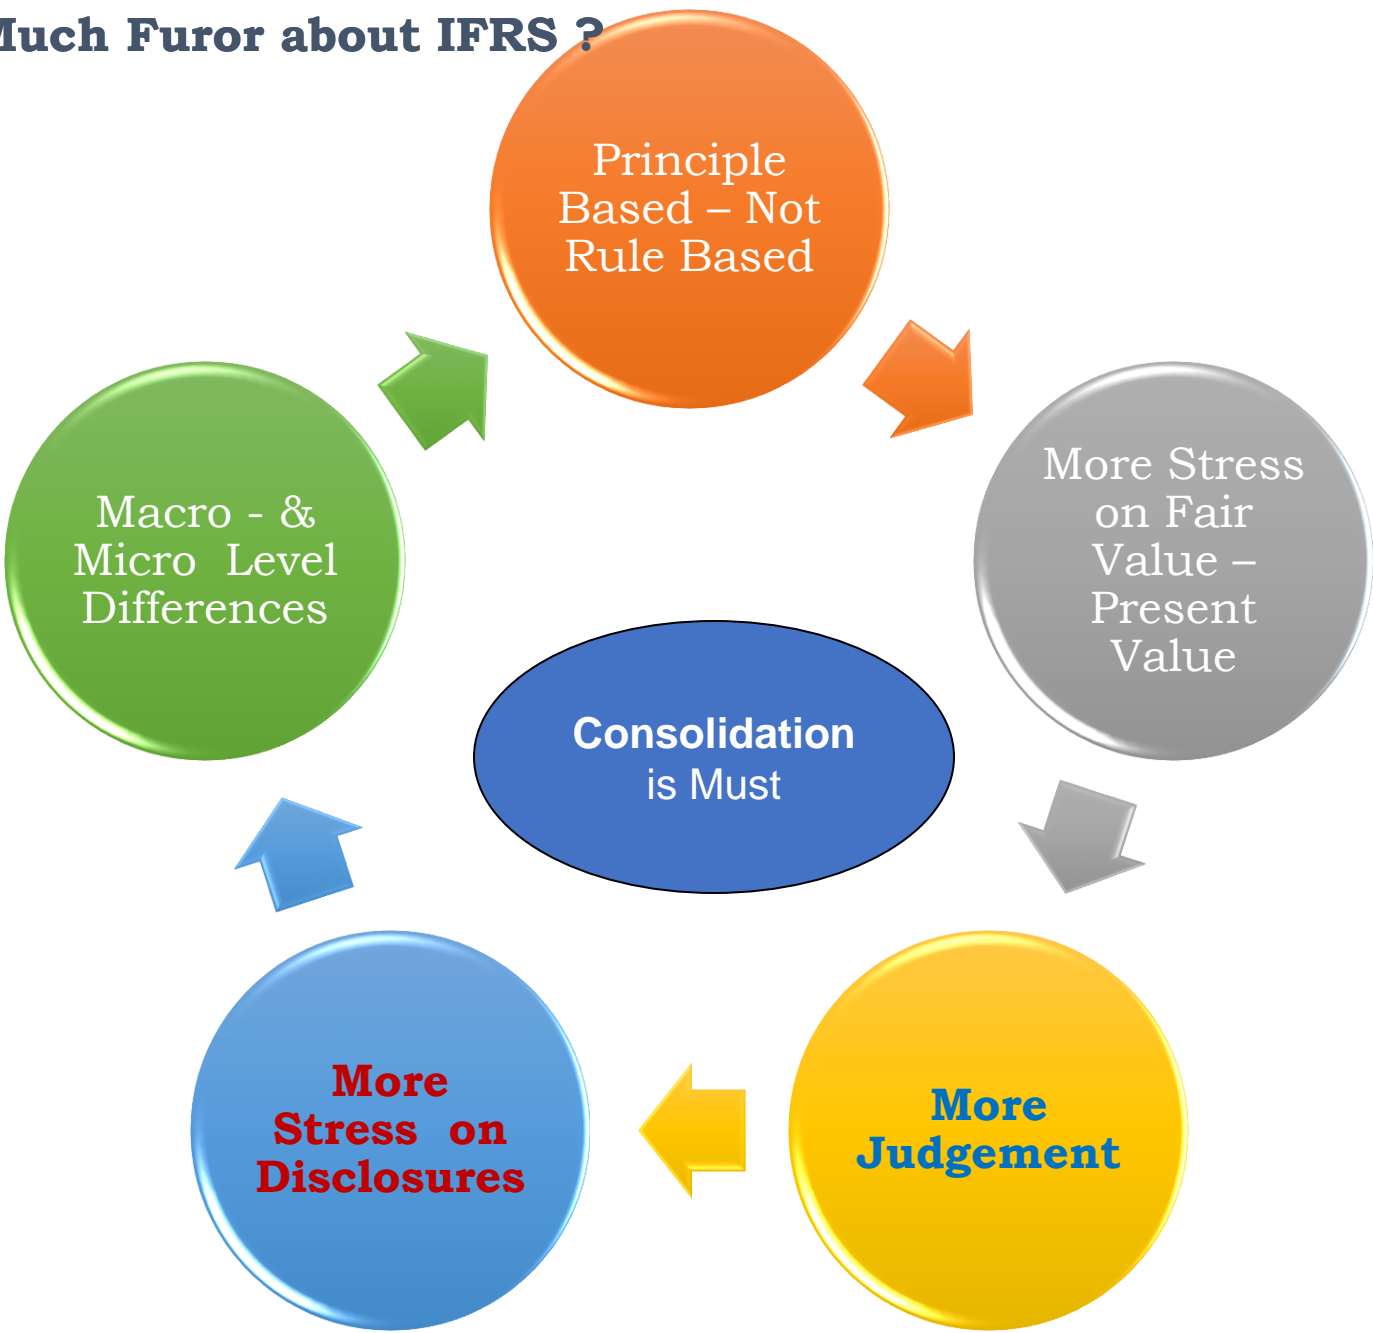 Much Furor about IFRS ?
Principle
Based – Not
Rule Based
More Stress
on Fair
Value –
Present
Value
More
Judgement
More
Stress  on
Disclosures
Macro - &
Micro  Level
Differences
Consolidation
is Must